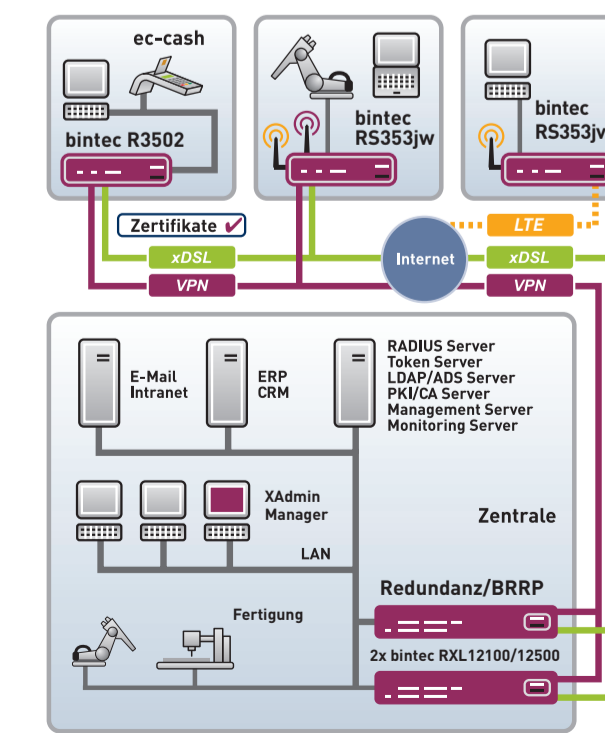 ec-cash
bintec R3502
bintec
RS353jw
bintec
Zertifikate
LTE
xDSL
Internet
xDSL
VPN
VPN
E-Mail
Intranet
ERP
CRM
RADIUS Server
Token Server
LDAP/ADS Server
PKI/CA Server
Management Server
Monitoring Server
XAdmin
Manager
Zentrale
LAN
Redundanz/BRRP
Fertigung
2x bintec RXL12100/12500